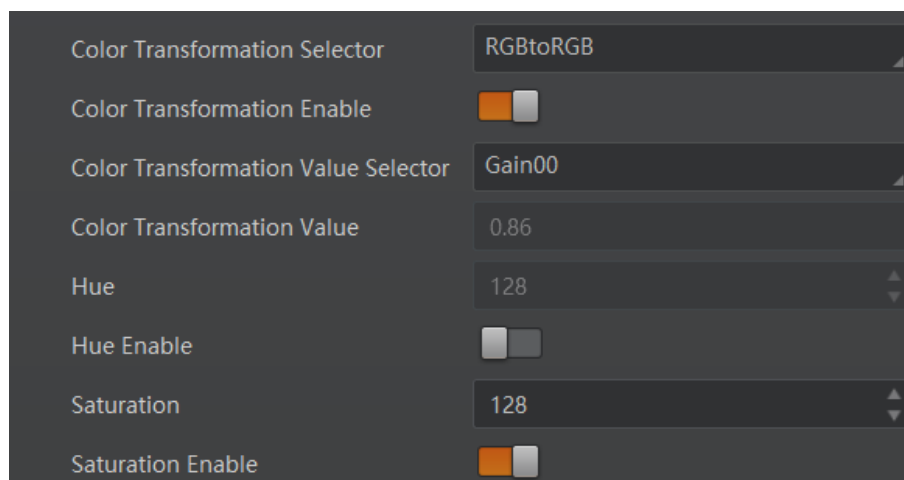 Color Transformation Selector RGBtoRGB
Color Transformation Enable
Color Transformation Value Selector Gain00
Color Transformation Value 0.86
Hue 128
Hue Enable
Saturation 128
Saturation Enable